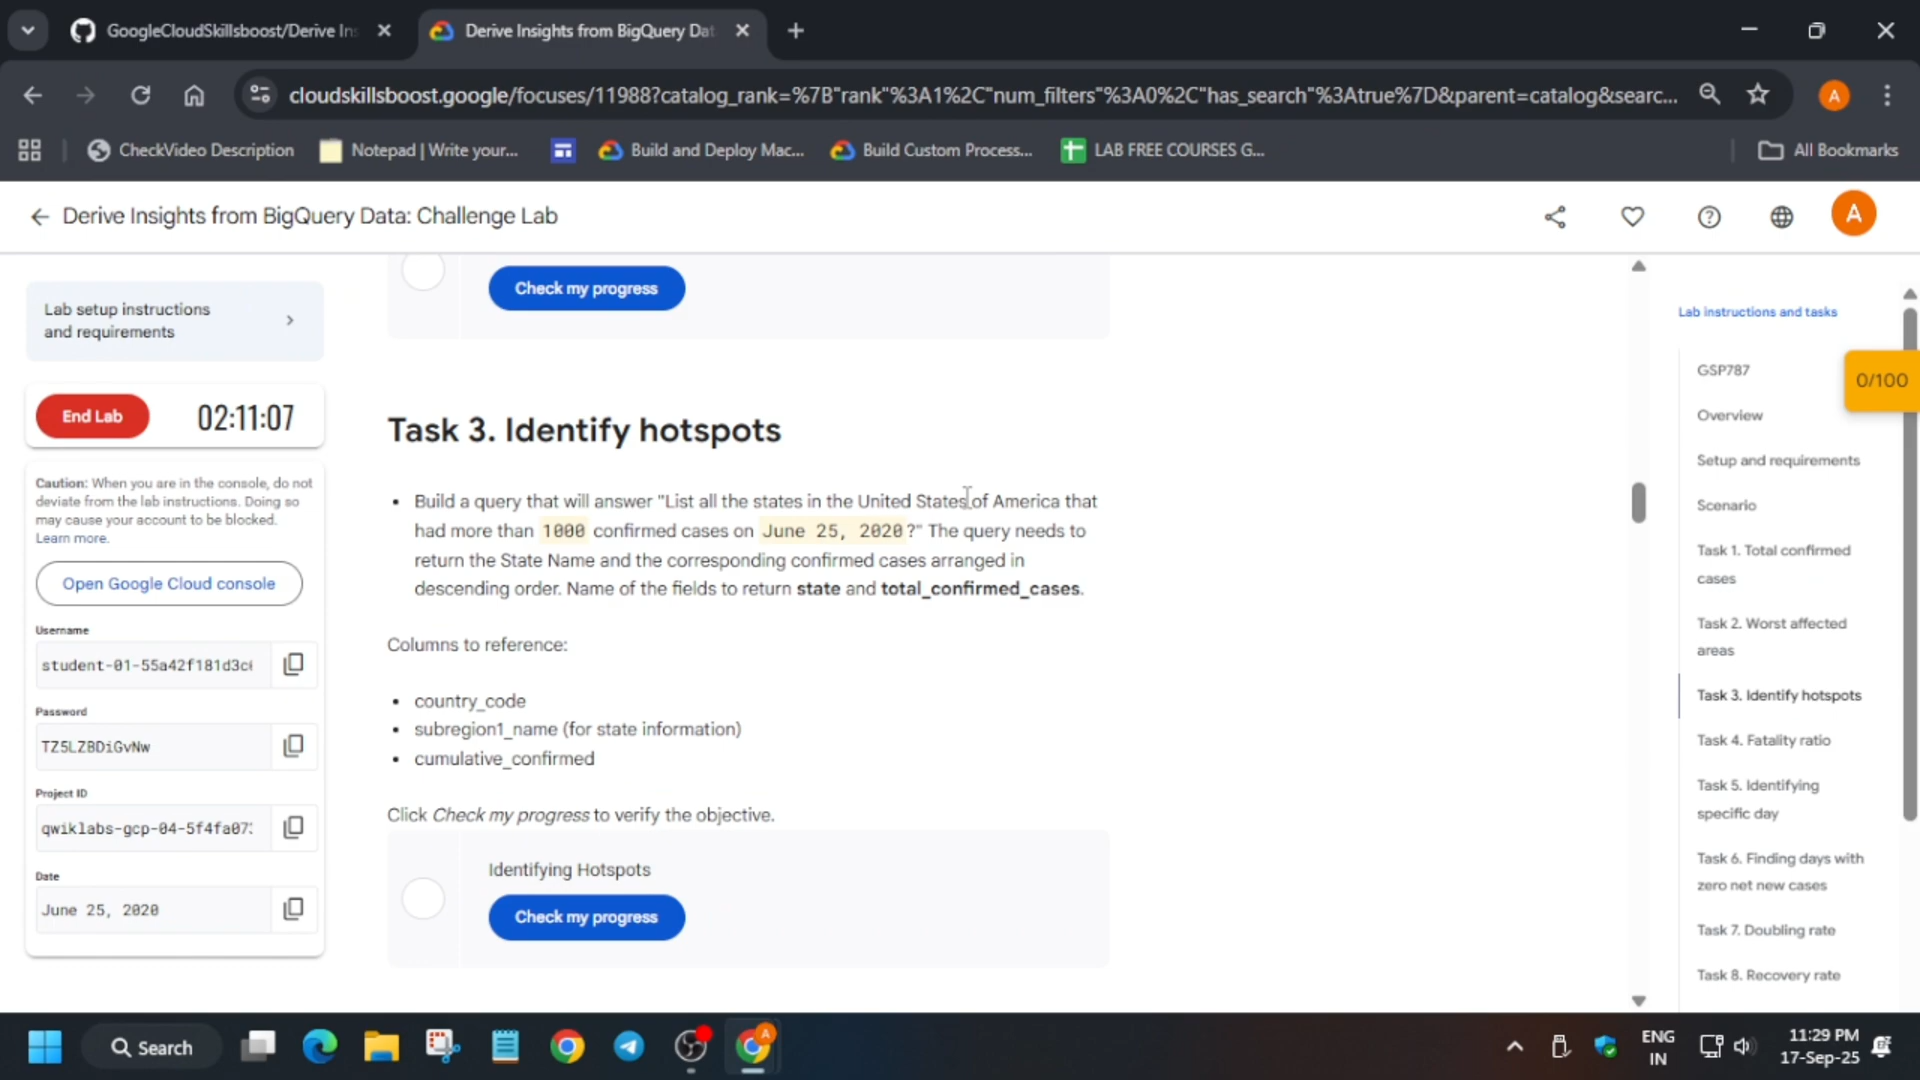 GoogleCloudSkillsboost/Derive In
Derive Insights from BigQuery Dat
cloudskillsboost.google/focuses/11988?catalog_rank=%7B"rank"%3A1%2C"num_filters"%3A0%2C"has_search"%3Atrue%7D&parent=catalog&searc...
A
CheckVideo Description
Notepad | Write your...
Build and Deploy Mac...
Build Custom Process...
LAB FREE COURSES G...
All Bookmarks
Derive Insights from BigQuery Data: Challenge Lab
A
Lab setup instructions
and requirements
End Lab
02:11:07
Caution: When you are in the console, do not
deviate from the lab instructions. Doing so
may cause your account to be blocked.
Learn more.
Open Google Cloud console
Username
student-01-55a42f181d3c
Password
TZ5LZBDiGvNw
Project ID
qwiklabs-gcp-04-5f4fa07
Date
June 25, 2020
Check my progress
Task 3. Identify hotspots
• Build a query that will answer "List all the states in the United States of America that
had more than 1000 confirmed cases on June 25, 2020?" The query needs to
return the State Name and the corresponding confirmed cases arranged in
descending order. Name of the fields to return state and total_confirmed_cases.
Columns to reference:
• country_code
• subregion1_name (for state information)
• cumulative_confirmed
Click Check my progress to verify the objective.
Identifying Hotspots
Check my progress
Lab instructions and tasks
GSP787
0/100
Overview
Setup and requirements
Scenario
Task 1. Total confirmed
cases
Task 2. Worst affected
areas
Task 3. Identify hotspots
Task 4. Fatality ratio
Task 5. Identifying
specific day
Task 6. Finding days with
zero net new cases
Task 7. Doubling rate
Task 8. Recovery rate
Search
A
ENG
IN
11:29 PM
17-Sep-25